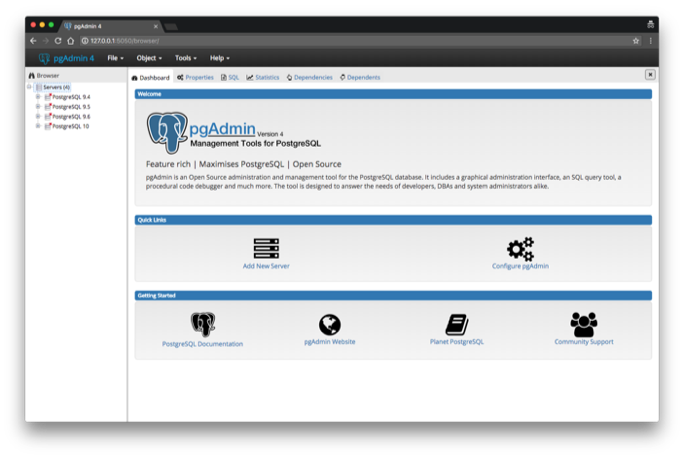 pgAdmin 4
127.0.0.1:5050/browser/
pgAdmin 4 File Object Tools Help
Browser
Servers (4)
PostgreSQL 9.4
PostgreSQL 9.5
PostgreSQL 9.6
PostgreSQL 10
Dashboard Properties SQL Statistics Dependencies Dependents
Welcome
pgAdmin Version 4
Management Tools for PostgreSQL
Feature rich | Maximises PostgreSQL | Open Source
pgAdmin is an Open Source administration and management tool for the PostgreSQL database. It includes a graphical administration interface, an SQL query tool, a
procedural code debugger and much more. The tool is designed to answer the needs of developers, DBAs and system administrators alike.
Quick Links
Add New Server Configure pgAdmin
Getting Started
PostgreSQL Documentation pgAdmin Website Planet PostgreSQL Community Support